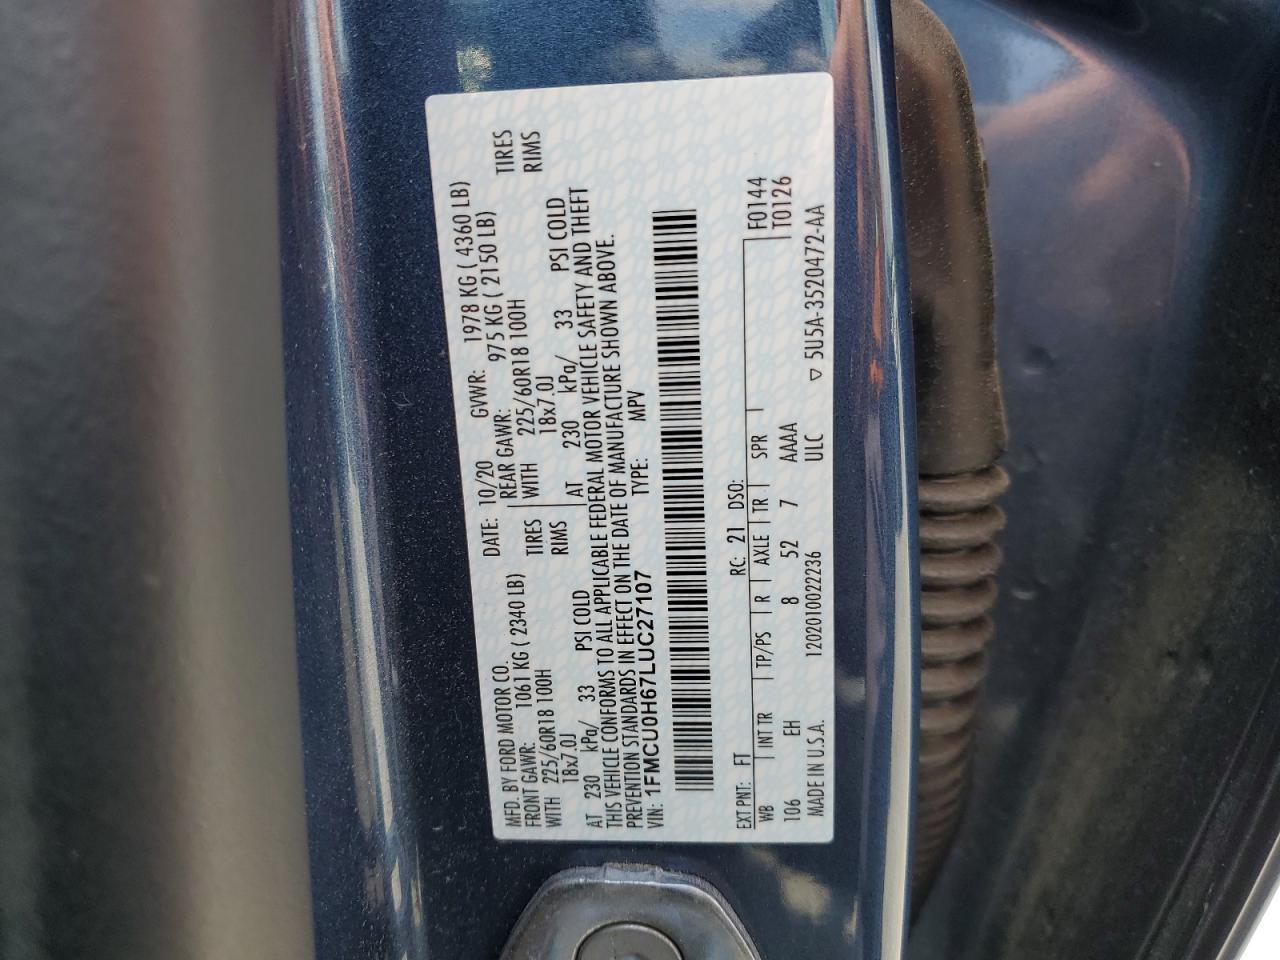 MFD. BY FORD MOTOR CO. DATE: 10/20 GVWR: 1978 KG ( 4360 LB)
FRONT GAWR: 1061 KG ( 2340 LB) REAR GAWR: 975 KG ( 2150 LB)
WITH 225/60R18 100H TIRES WITH 225/60R18 100H TIRES
18x7.0J RIMS 18x7.0J RIMS
AT 230 kPa/ 33 PSI COLD AT 230 kPa/ 33 PSI COLD
THIS VEHICLE CONFORMS TO ALL APPLICABLE FEDERAL MOTOR VEHICLE SAFETY AND THEFT
PREVENTION STANDARDS IN EFFECT ON THE DATE OF MANUFACTURE SHOWN ABOVE.
VIN: 1FMCU0H67LUC27107 TYPE: MPV
EXT PNT: FT RC: 21 DSO: F0144
WB INT TR TP/PS R AXLE TR SPR T0126
106 EH 8 52 7 AAAA
MADE IN U.S.A. 1202010022236 ULC ▽ 5U5A-3520472-AA